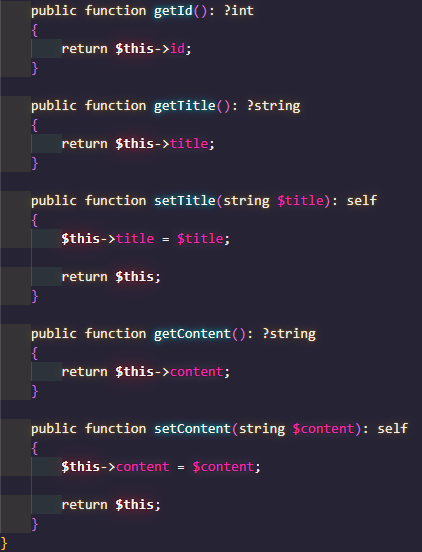 public function getId(): ?int
{
return $this->id;
}
public function getTitle(): ?string
{
return $this->title;
}
public function setTitle(string $title): self
{
$this->title = $title;
return $this;
}
public function getContent(): ?string
{
return $this->content;
}
public function setContent(string $content): self
{
$this->content = $content;
return $this;
}
}